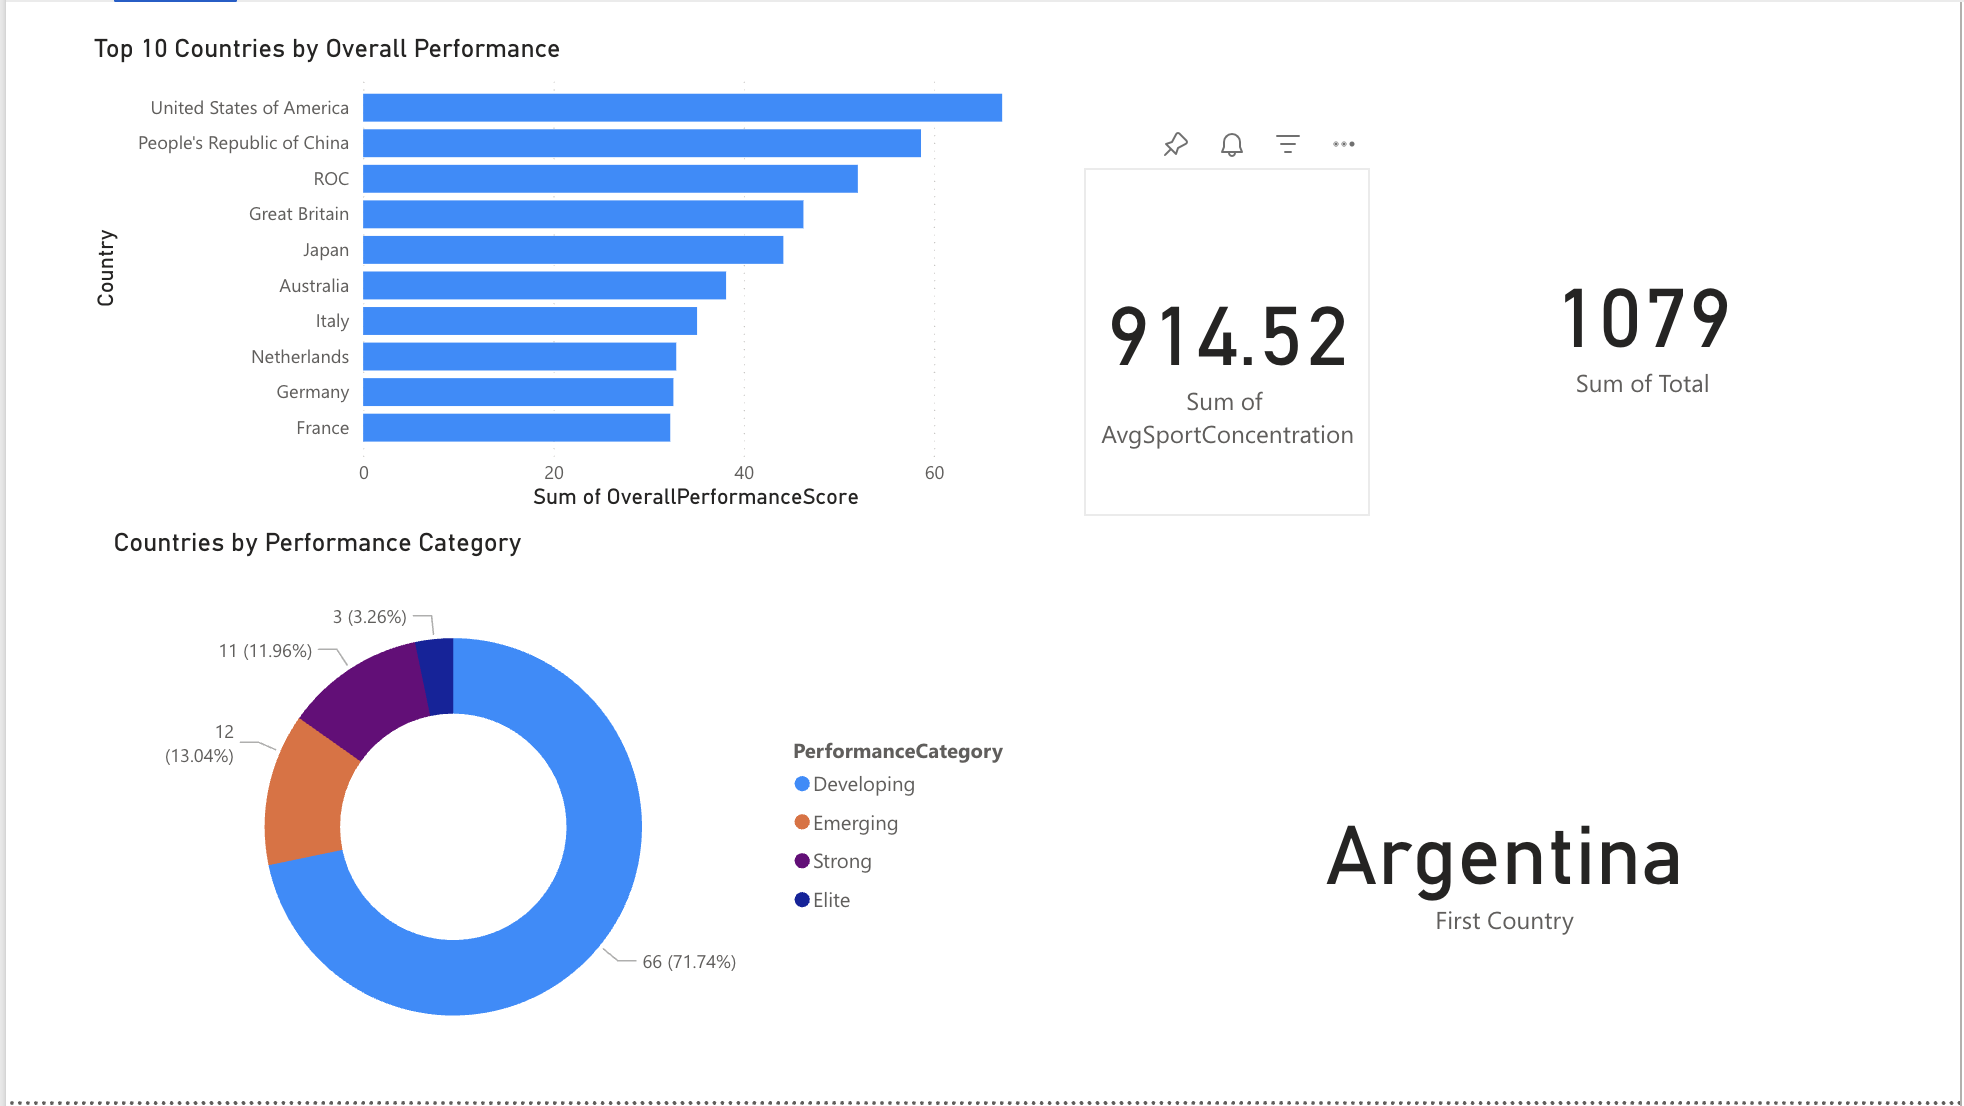 Top 10 Countries by Overall Performance
Country
United States of America
People's Republic of China
ROC
Great Britain
Japan
Australia
Italy
Netherlands
Germany
France
0 20 40 60
Sum of OverallPerformanceScore
914.52
Sum of
AvgSportConcentration
1079
Sum of Total
Countries by Performance Category
3 (3.26%)
11 (11.96%)
12
(13.04%)
66 (71.74%)
PerformanceCategory
Developing
Emerging
Strong
Elite
Argentina
First Country